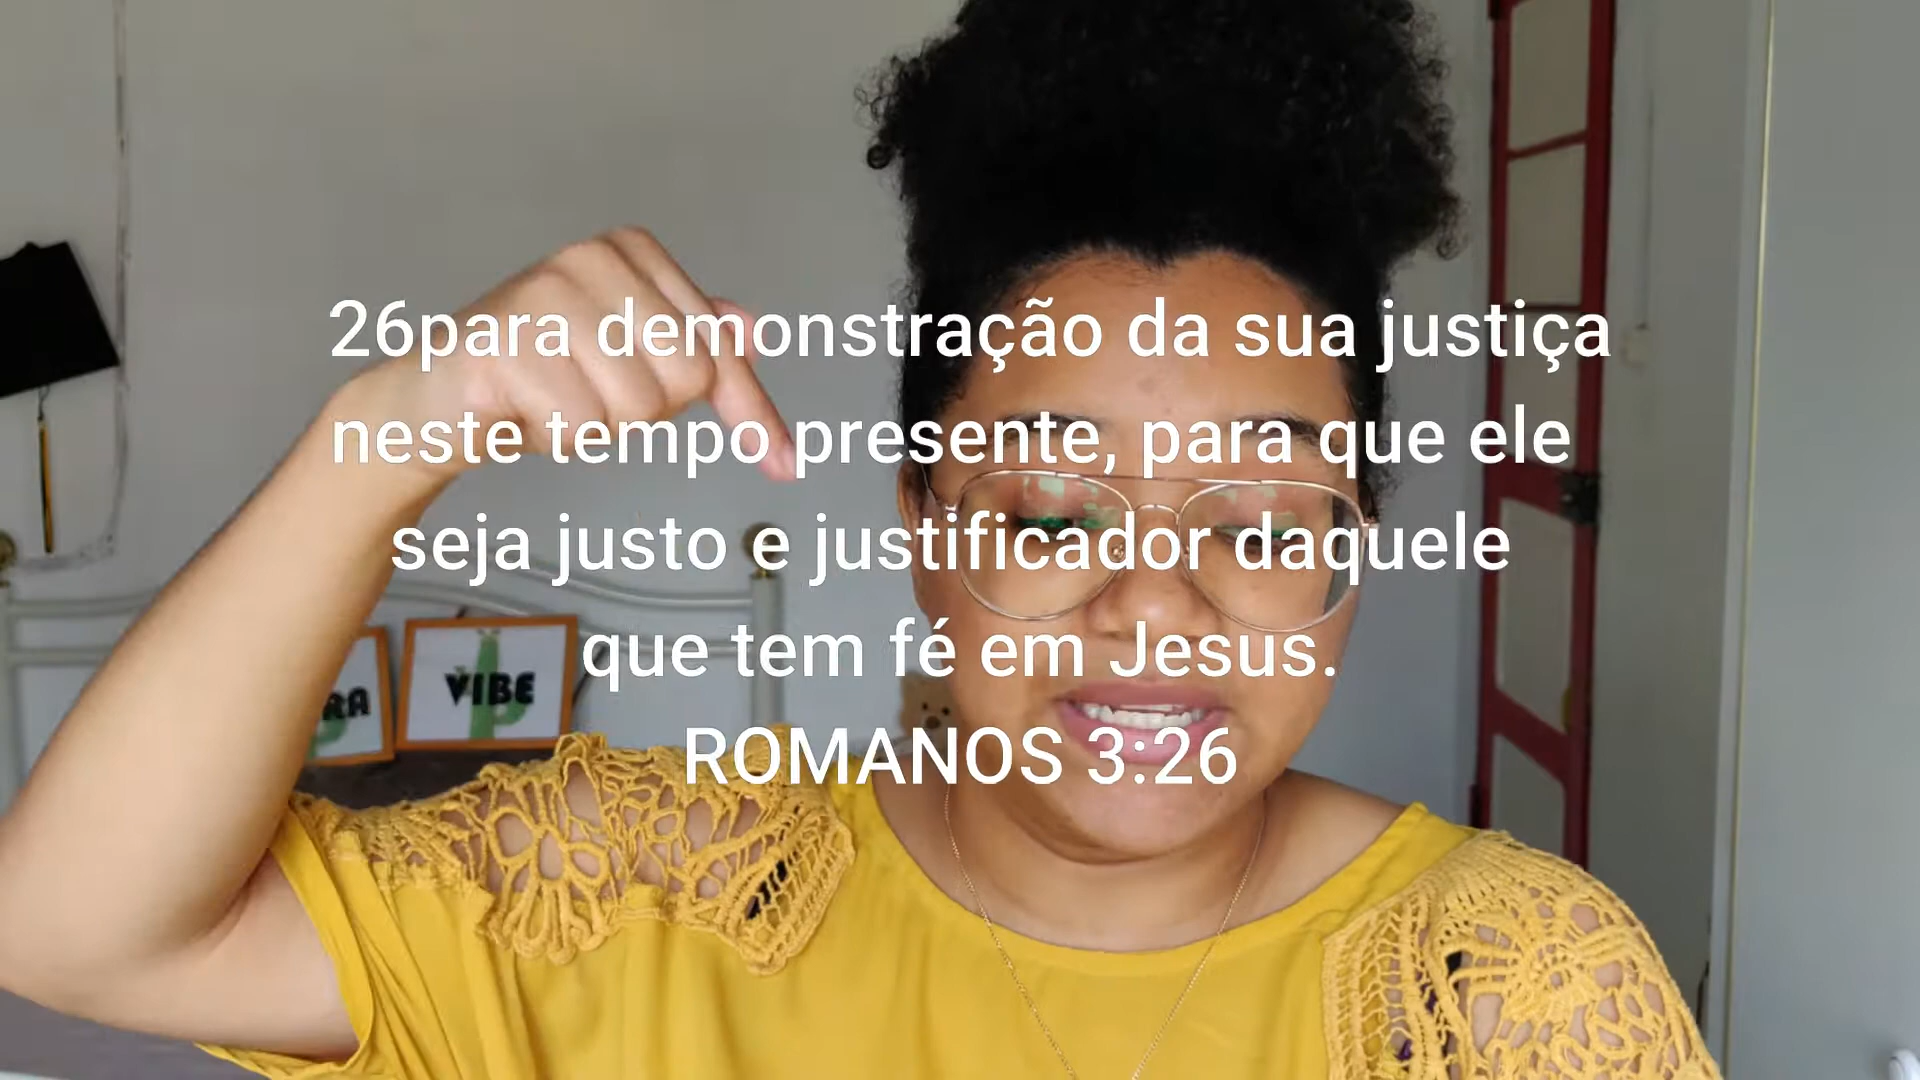 26para demonstração da sua justiça
neste tempo presente, para que ele
seja justo e justificador daquele
que tem fé em Jesus.
ROMANOS 3:26
VIBE